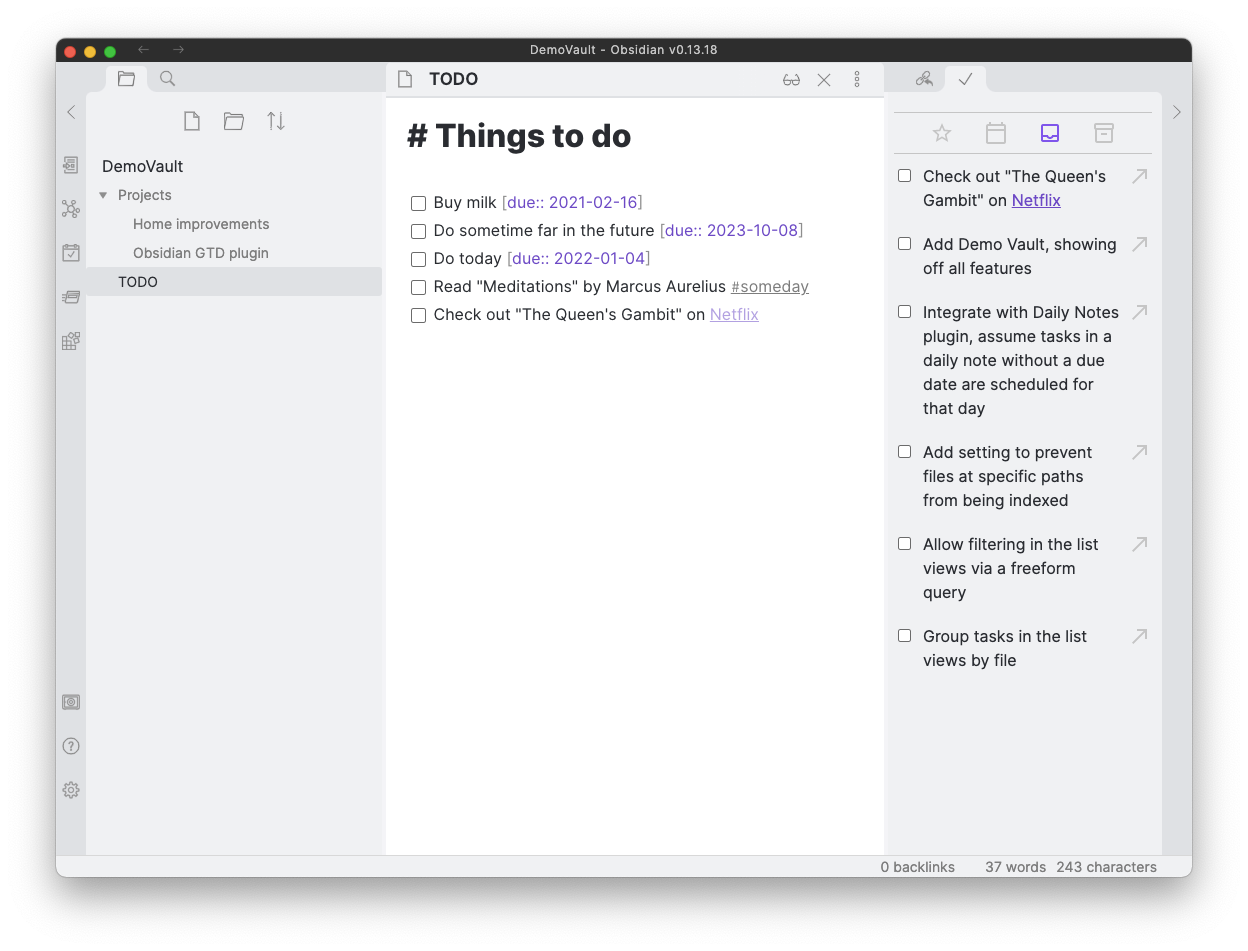 DemoVault - Obsidian v0.13.18
DemoVault
Projects
Home improvements
Obsidian GTD plugin
TODO
TODO
# Things to do
Buy milk [due:: 2021-02-16]
Do sometime far in the future [due:: 2023-10-08]
Do today [due:: 2022-01-04]
Read "Meditations" by Marcus Aurelius #someday
Check out "The Queen's Gambit" on Netflix
Check out "The Queen's
Gambit" on Netflix
Add Demo Vault, showing
off all features
Integrate with Daily Notes
plugin, assume tasks in a
daily note without a due
date are scheduled for
that day
Add setting to prevent
files at specific paths
from being indexed
Allow filtering in the list
views via a freeform
query
Group tasks in the list
views by file
0 backlinks 37 words 243 characters